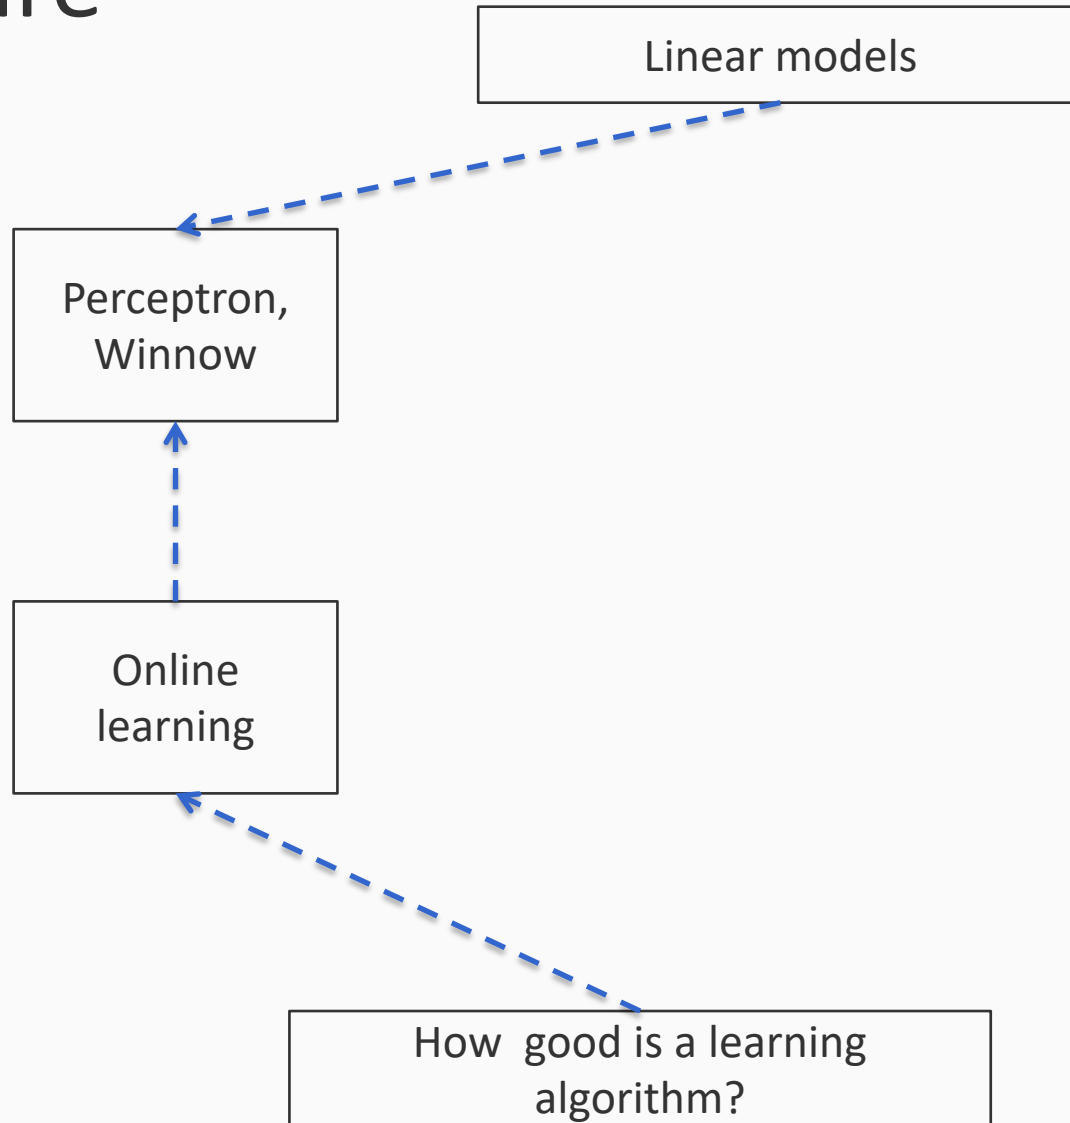 Linear models
Perceptron,
Winnow
Online
learning
How  good is a learning
algorithm?